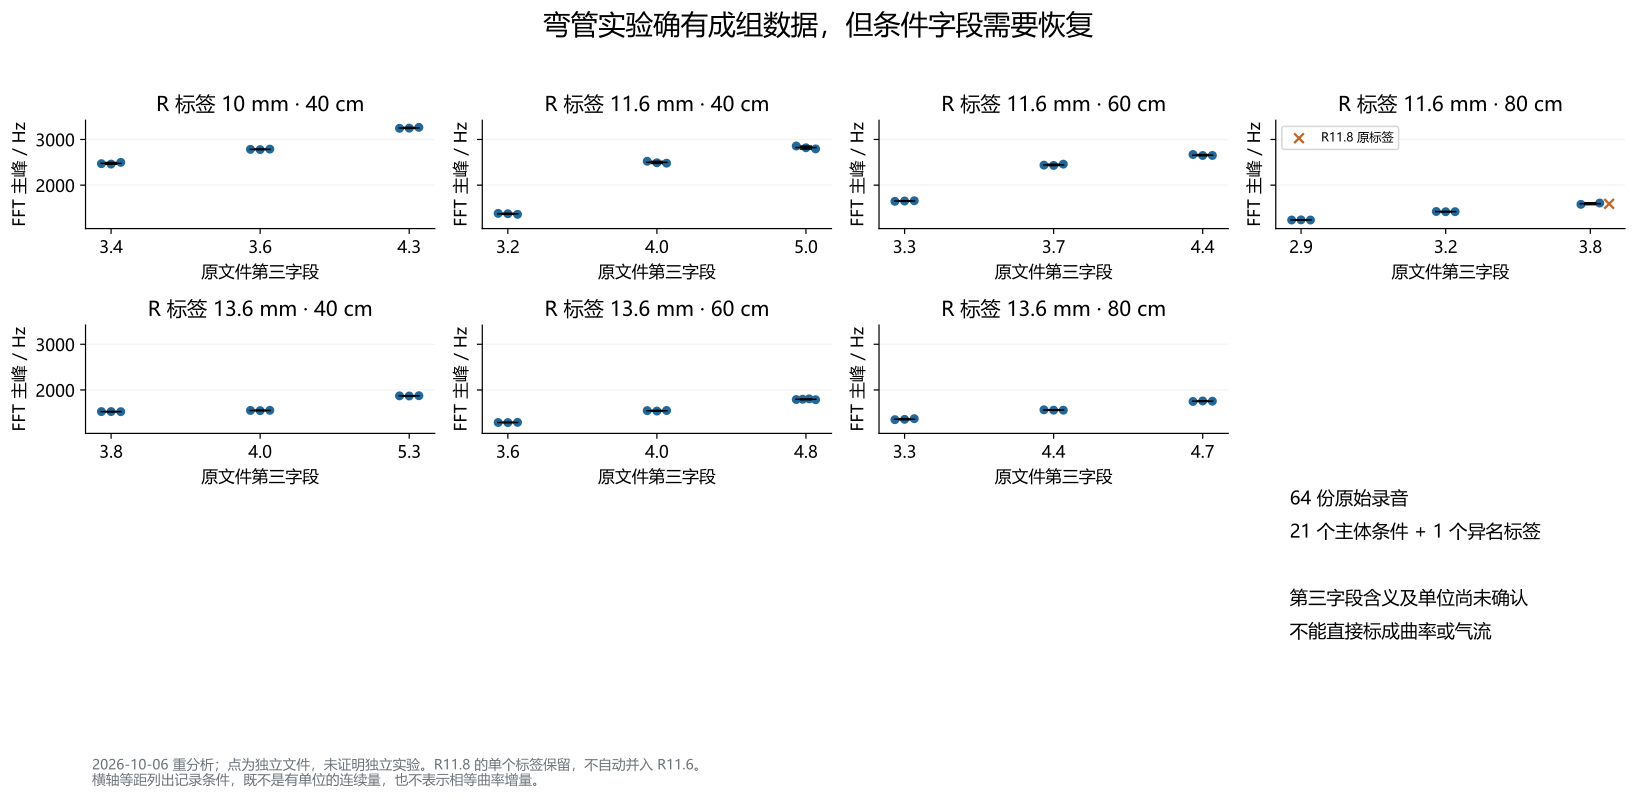 弯管实验确有成组数据，但条件字段需要恢复
R 标签 10 mm · 40 cm
FFT 主峰 / Hz
3000
2000
3.4
3.6
4.3
原文件第三字段
R 标签 11.6 mm · 40 cm
FFT 主峰 / Hz
3.2
4.0
5.0
原文件第三字段
R 标签 11.6 mm · 60 cm
FFT 主峰 / Hz
3.3
3.7
4.4
原文件第三字段
R 标签 11.6 mm · 80 cm
R11.8 原标签
FFT 主峰 / Hz
2.9
3.2
3.8
原文件第三字段
R 标签 13.6 mm · 40 cm
FFT 主峰 / Hz
3000
2000
3.8
4.0
5.3
原文件第三字段
R 标签 13.6 mm · 60 cm
FFT 主峰 / Hz
3.6
4.0
4.8
原文件第三字段
R 标签 13.6 mm · 80 cm
FFT 主峰 / Hz
3.3
4.4
4.7
原文件第三字段
64 份原始录音
21 个主体条件 + 1 个异名标签
第三字段含义及单位尚未确认
不能直接标成曲率或气流
2026-10-06 重分析；点为独立文件，未证明独立实验。R11.8 的单个标签保留，不自动并入 R11.6。
横轴等距列出记录条件，既不是有单位的连续量，也不表示相等曲率增量。